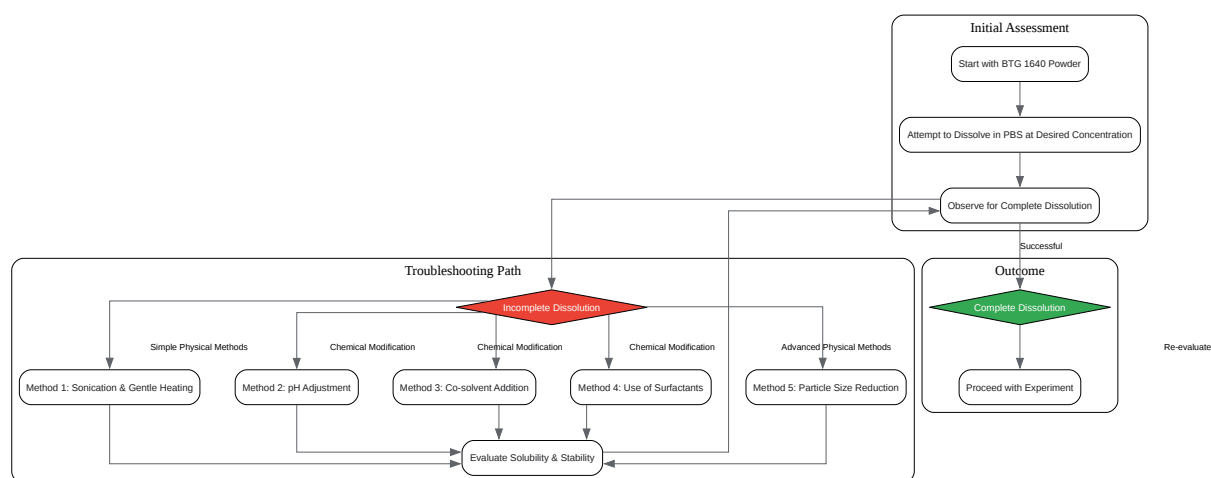 Initial Assessment
Start with BTG 1640 Powder
Attempt to Dissolve in PBS at Desired Concentration
Observe for Complete Dissolution
Successful
Troubleshooting Path
Outcome
Incomplete Dissolution
Complete Dissolution
Simple Physical Methods
Chemical Modification
Chemical Modification
Chemical Modification
Advanced Physical Methods
Re-evaluate
Method 1: Sonication & Gentle Heating
Method 2: pH Adjustment
Method 3: Co-solvent Addition
Method 4: Use of Surfactants
Method 5: Particle Size Reduction
Proceed with Experiment
Evaluate Solubility & Stability